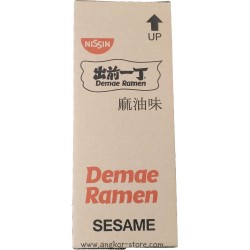 NISSIN
UP
出前一丁
Demae Ramen
麻油味
Demae
Ramen
SESAME
www.angkor-store.com